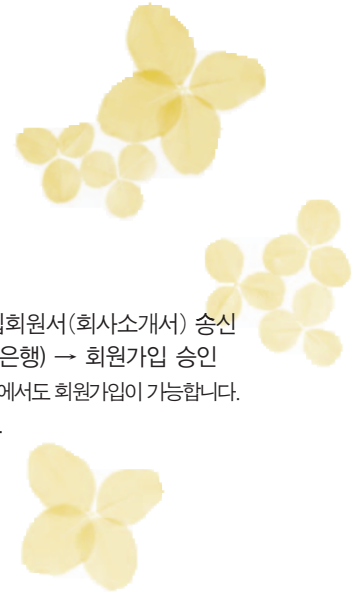 회원서(회사소개서) 송신
은행) → 회원가입 승인
에서도 회원가입이 가능합니다.
.